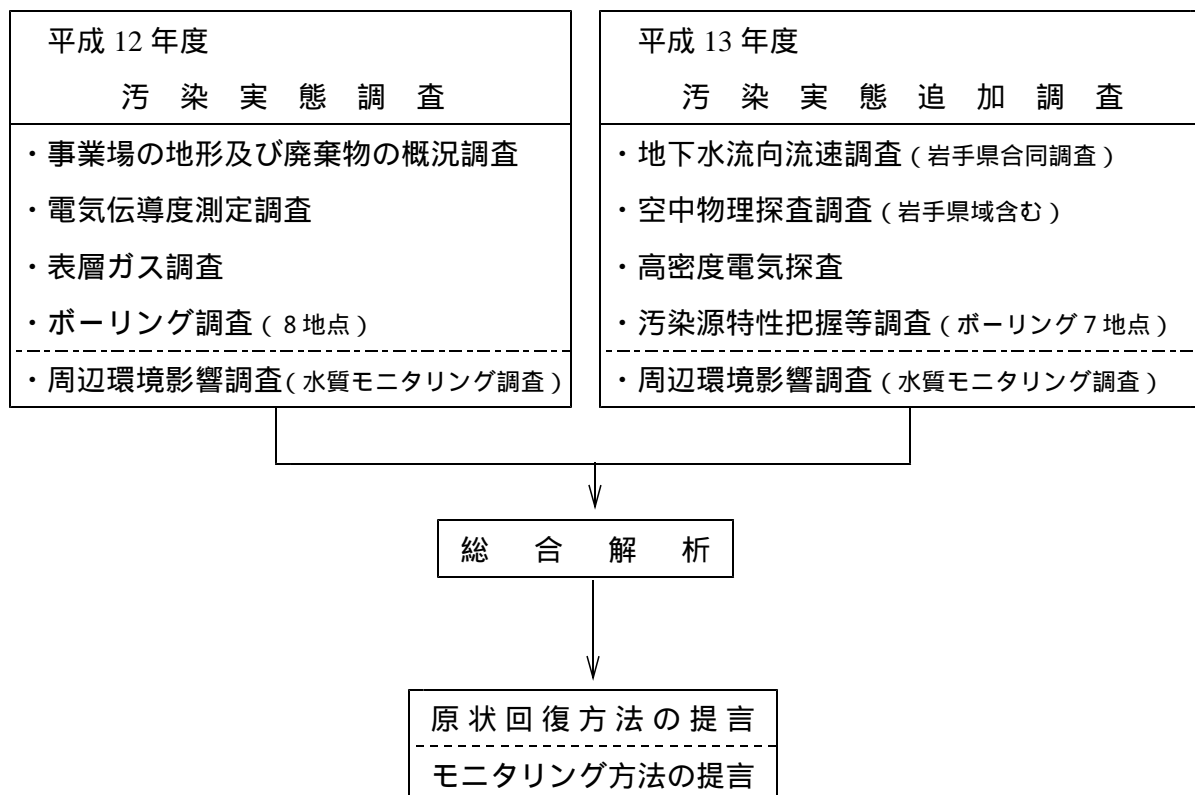 平成 12 年度
汚 染 実 態 調 査
・事業場の地形及び廃棄物の概況調査
・電気伝導度測定調査
・表層ガス調査
・ボーリング調査（８地点）
・周辺環境影響調査（水質モニタリング調査）
平成 13 年度
汚 染 実 態 追 加 調 査
・地下水流向流速調査（岩手県合同調査）
・空中物理探査調査（岩手県域含む）
・高密度電気探査
・汚染源特性把握等調査（ボーリング７地点）
・周辺環境影響調査（水質モニタリング調査）
総 合 解 析
原状回復方法の提言
モニタリング方法の提言